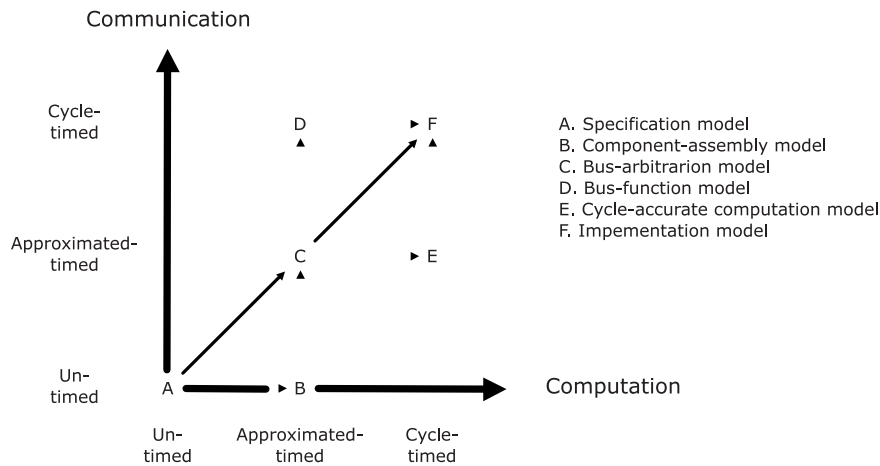 Communication
Cycle-
timed
D
F
A. Specification model
B. Component-assembly model
C. Bus-arbitrarion model
D. Bus-function model
E. Cycle-accurate computation model
F. Impementation model
Approximated-
timed
C
E
Un-
timed
A
B
Computation
Un-
timed
Approximated-
timed
Cycle-
timed